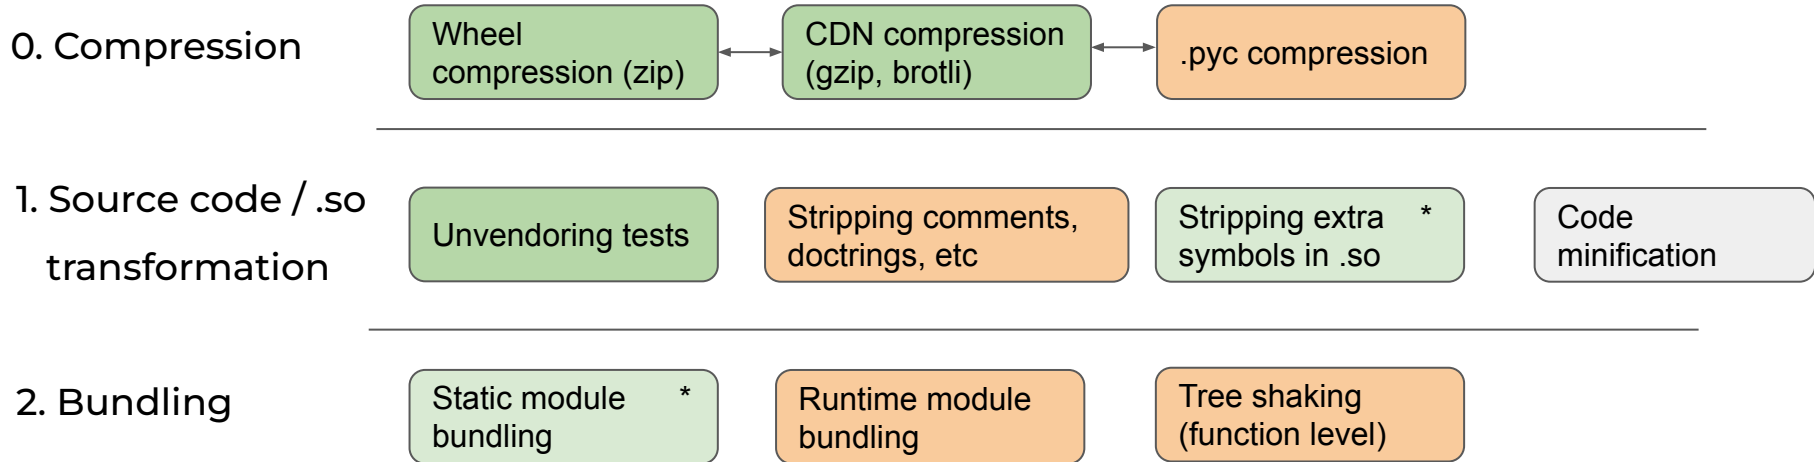 0. Compression
Wheel
compression (zip)
CDN compression
(gzip, brotli)
.pyc compression
1. Source code / .so
transformation
Unvendoring tests
Stripping comments,
doctrings, etc
Stripping extra *
symbols in .so
Code
minification
2. Bundling
Static module *
bundling
Runtime module
bundling
Tree shaking
(function level)